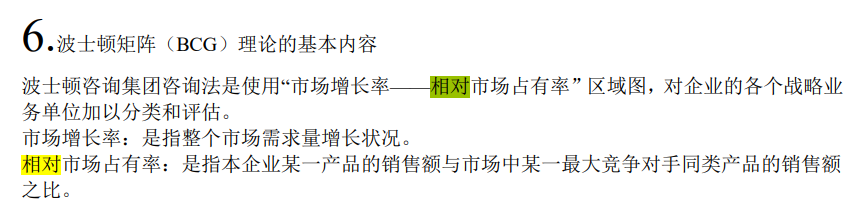 6.波士顿矩阵（BCG）理论的基本内容
波士顿咨询集团咨询法是使用“市场增长率——相对市场占有率”区域图，对企业的各个战略业
务单位加以分类和评估。
市场增长率：是指整个市场需求量增长状况。
相对市场占有率：是指本企业某一产品的销售额与市场中某一最大竞争对手同类产品的销售额
之比。